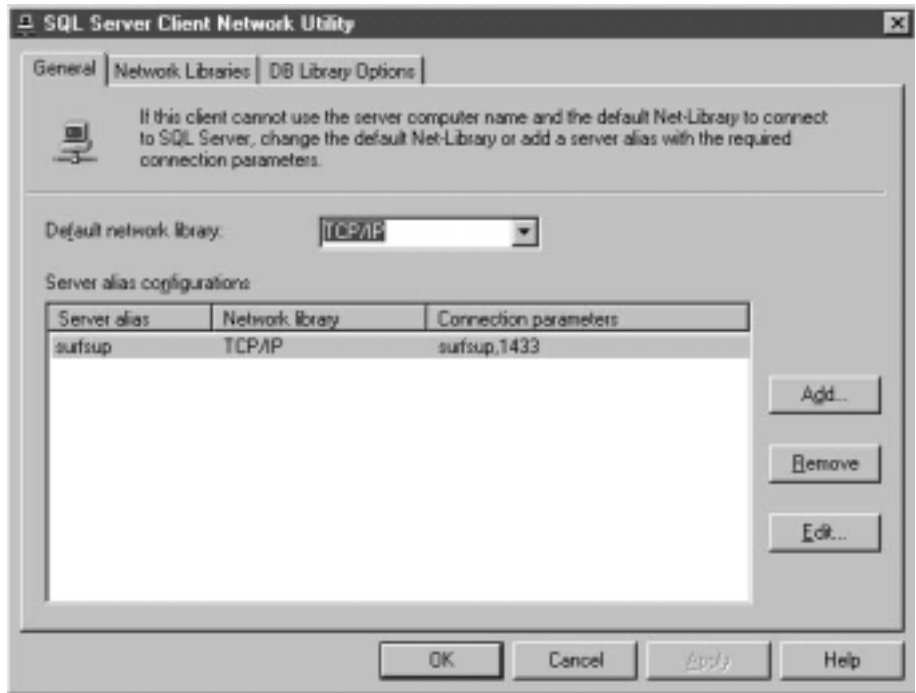 SQL Server Client Network Utility
General Network Libraries DB Library Options
If this client cannot use the server computer name and the default Net-Library to connect
to SQL Server, change the default Net-Library or add a server alias with the required
connection parameters.
Default network library: TCP/IP
Server alias configurations
Server alias Network library Connection parameters
surfsup TCP/IP surfsup,1433
Add...
Remove
Edit...
OK Cancel Apply Help